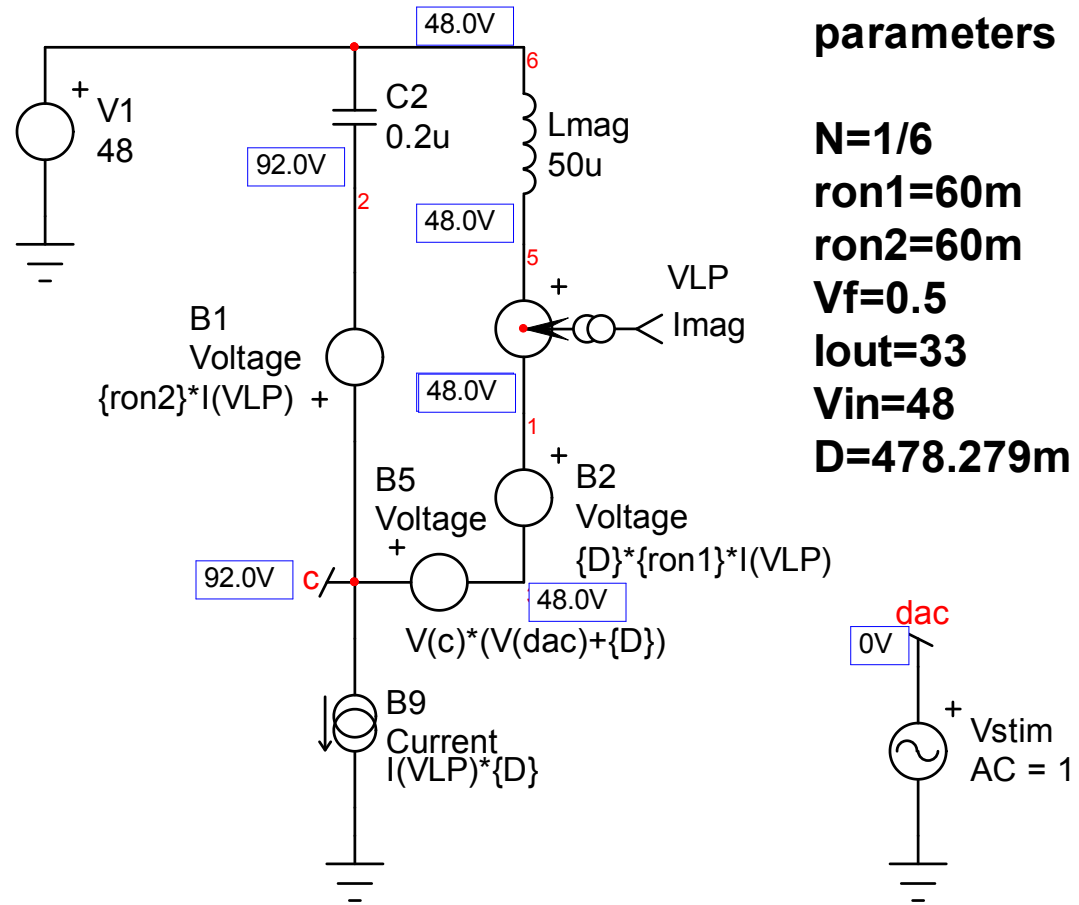 48.0V
parameters
6
+
V1
48
C2
0.2u
Lmag
50u
N=1/6
ron1=60m
ron2=60m
Vf=0.5
Iout=33
Vin=48
D=478.279m
92.0V
2
48.0V
5
+
VLP
Imag
B1
Voltage
{ron2}*I(VLP) +
48.0V
1
+
B2
Voltage
{D}*{ron1}*I(VLP)
B5
Voltage
+
92.0V
c
48.0V
V(c)*(V(dac)+{D})
dac
0V
B9
Current
I(VLP)*{D}
+
Vstim
AC = 1